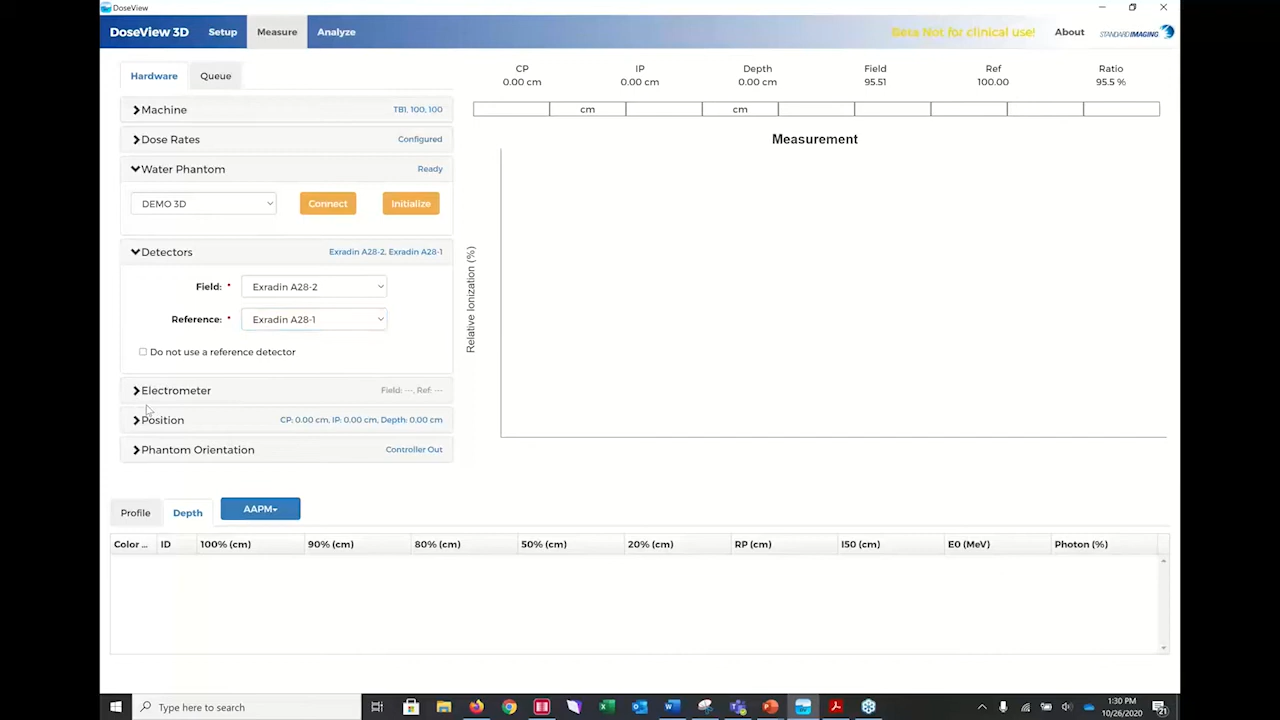 DoseView
DoseView 3D Setup Measure Analyze
Beta Not for clinical use! About STANDARD IMAGING
Hardware Queue
CP IP Depth Field Ref Ratio
0.00 cm 0.00 cm 0.00 cm 95.51 100.00 95.5 %
cm cm
Measurement
Relative Ionization (%)
Machine TB1, 100, 100
Dose Rates Configured
Water Phantom Ready
DEMO 3D Connect Initialize
Detectors Exradin A28-2, Exradin A28-1
Field: * Exradin A28-2
Reference: * Exradin A28-1
Do not use a reference detector
Electrometer Field: ---, Ref: ---
Position CP: 0.00 cm, IP: 0.00 cm, Depth: 0.00 cm
Phantom Orientation Controller Out
Profile Depth AAPM
Color ... ID 100% (cm) 90% (cm) 80% (cm) 50% (cm) 20% (cm) RP (cm) I50 (cm) E0 (MeV) Photon (%)
Type here to search
1:30 PM
10/26/2020
21